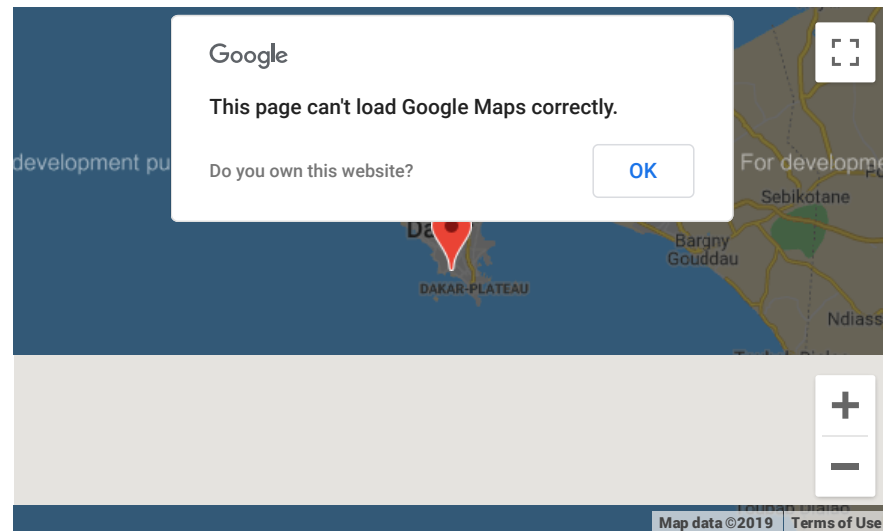 Google
This page can't load Google Maps correctly.
Do you own this website?
OK
development pu
For developme
Sebikotane
Da
Bargny
Gouddau
DAKAR-PLATEAU
Ndiass
Map data ©2019
Terms of Use